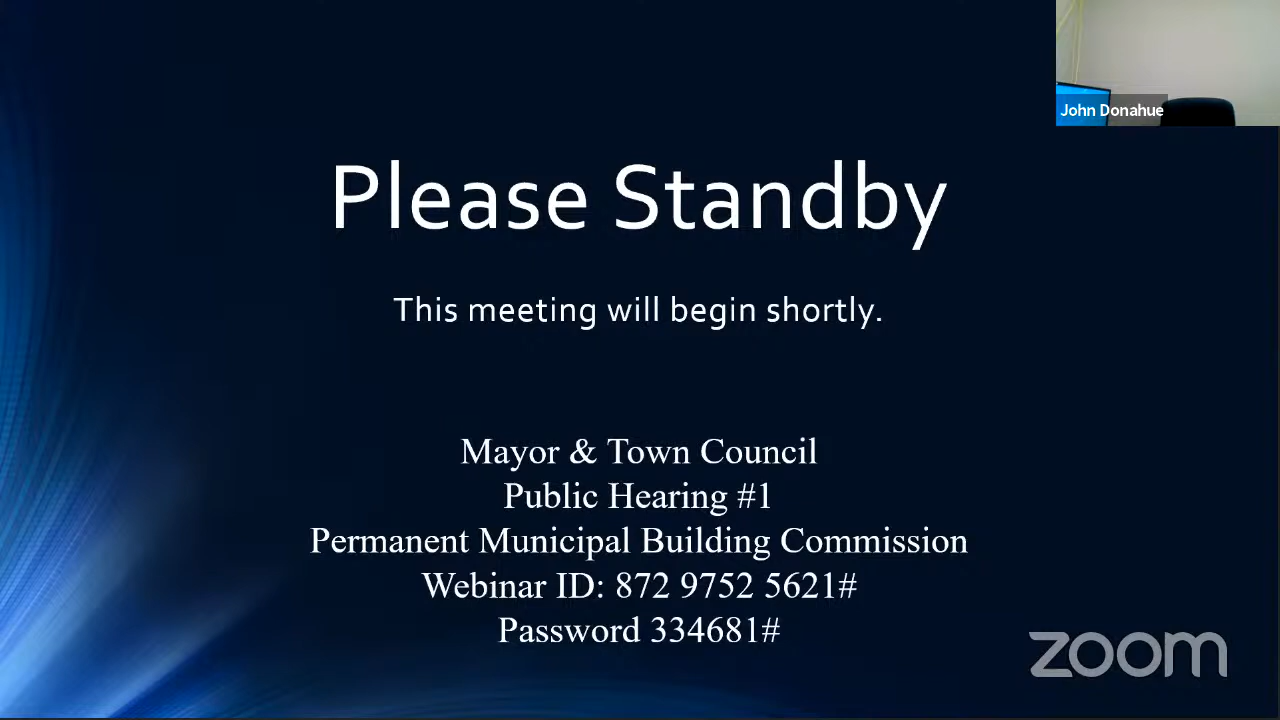 John Donahue
Please Standby
This meeting will begin shortly.
Mayor & Town Council
Public Hearing #1
Permanent Municipal Building Commission
Webinar ID: 872 9752 5621#
Password 334681#
zoom